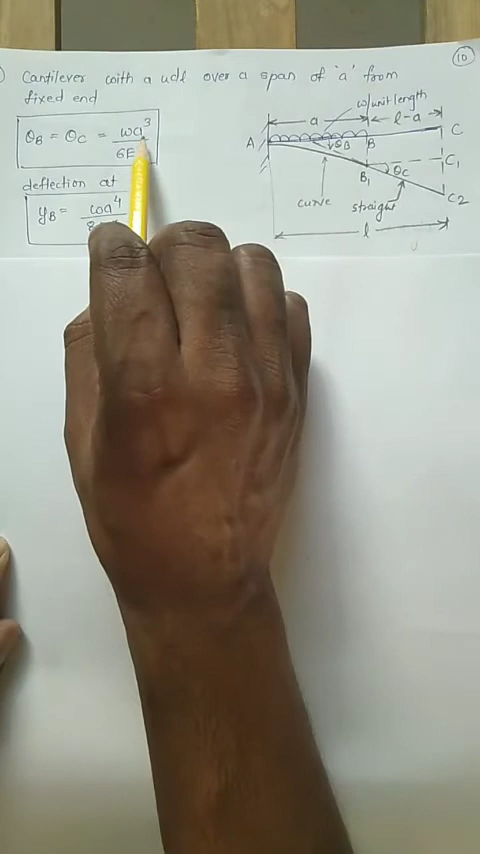 10
Cantilever with a udl over a span of 'a' from
fixed end
θB = θC = wa³
6E
deflection at
yB = wa⁴
8
w/unit length
a
l-a
A
θB
B
C
B1
θC
C1
C2
curve
straight
l